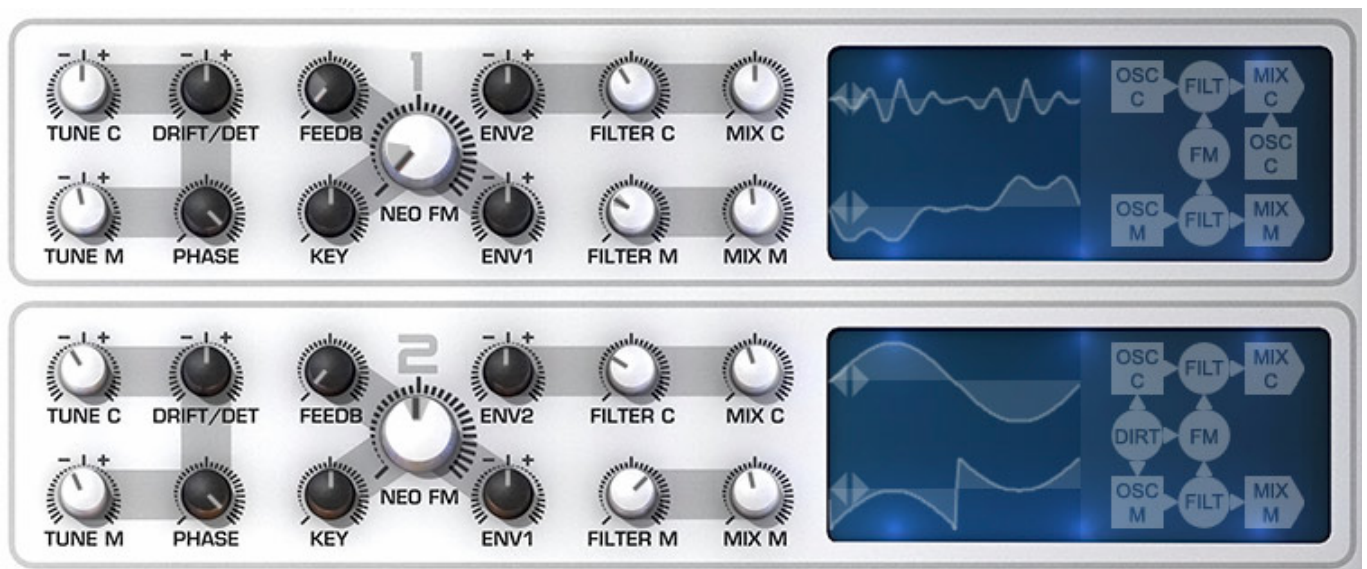 - | + - | + 1 - | +
TUNE C DRIFT/DET FEEDB ENV2 FILTER C MIX C
NEO FM
TUNE M PHASE KEY ENV1 FILTER M MIX M
OSC C FILT MIX C
FM OSC C
OSC M FILT MIX M
- | + - | + 2 - | +
TUNE C DRIFT/DET FEEDB ENV2 FILTER C MIX C
NEO FM
TUNE M PHASE KEY ENV1 FILTER M MIX M
OSC C FILT MIX C
DIRT FM
OSC M FILT MIX M